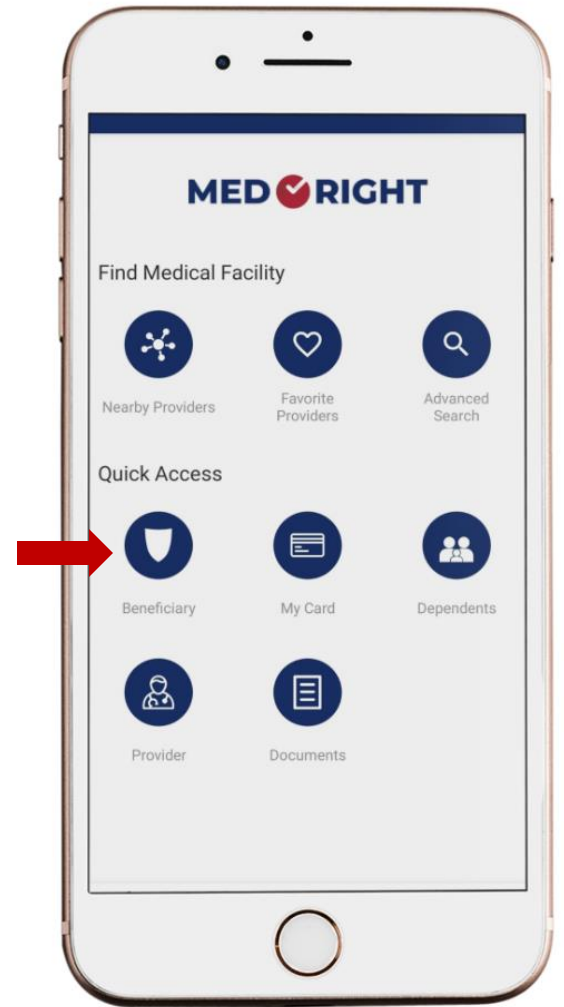 MED RIGHT
Find Medical Facility
Nearby Providers
Favorite
Providers
Advanced
Search
Quick Access
Beneficiary
My Card
Dependents
Provider
Documents